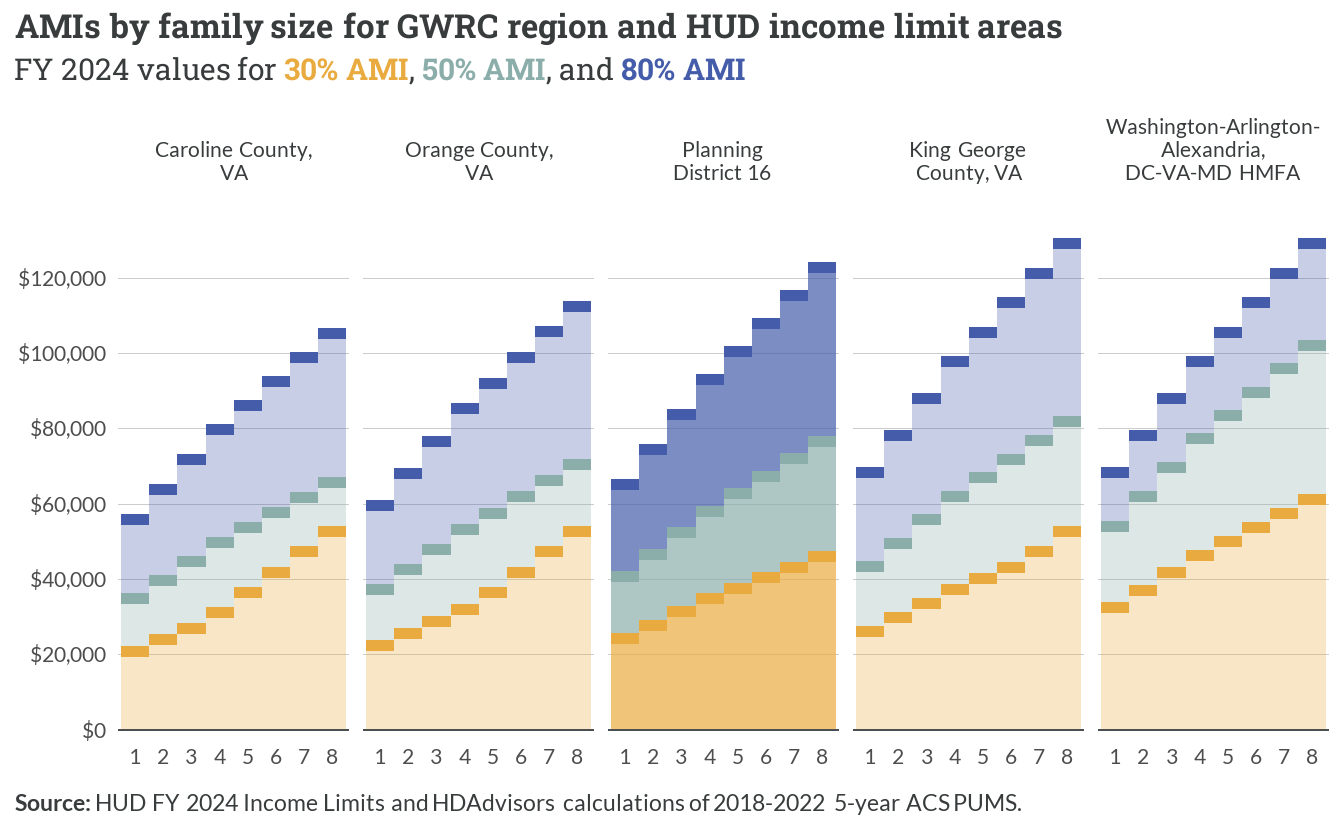 AMIs by family size for GWRC region and HUD income limit areas
FY 2024 values for 30% AMI, 50% AMI, and 80% AMI
Caroline County,
VA
Orange County,
VA
Planning
District 16
King George
County, VA
Washington-Arlington-
Alexandria,
DC-VA-MD HMFA
$120,000
$100,000
$80,000
$60,000
$40,000
$20,000
$0
1 2 3 4 5 6 7 8 1 2 3 4 5 6 7 8 1 2 3 4 5 6 7 8 1 2 3 4 5 6 7 8 1 2 3 4 5 6 7 8
Source: HUD FY 2024 Income Limits and HDAdvisors calculations of 2018-2022 5-year ACS PUMS.